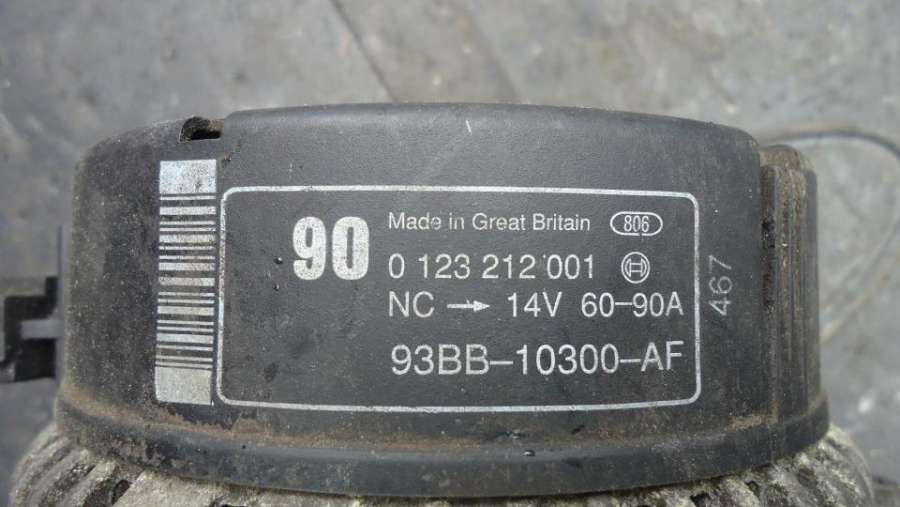 90
Made in Great Britain 806
0 123 212 001
NC → 14V 60-90A
93BB-10300-AF
467